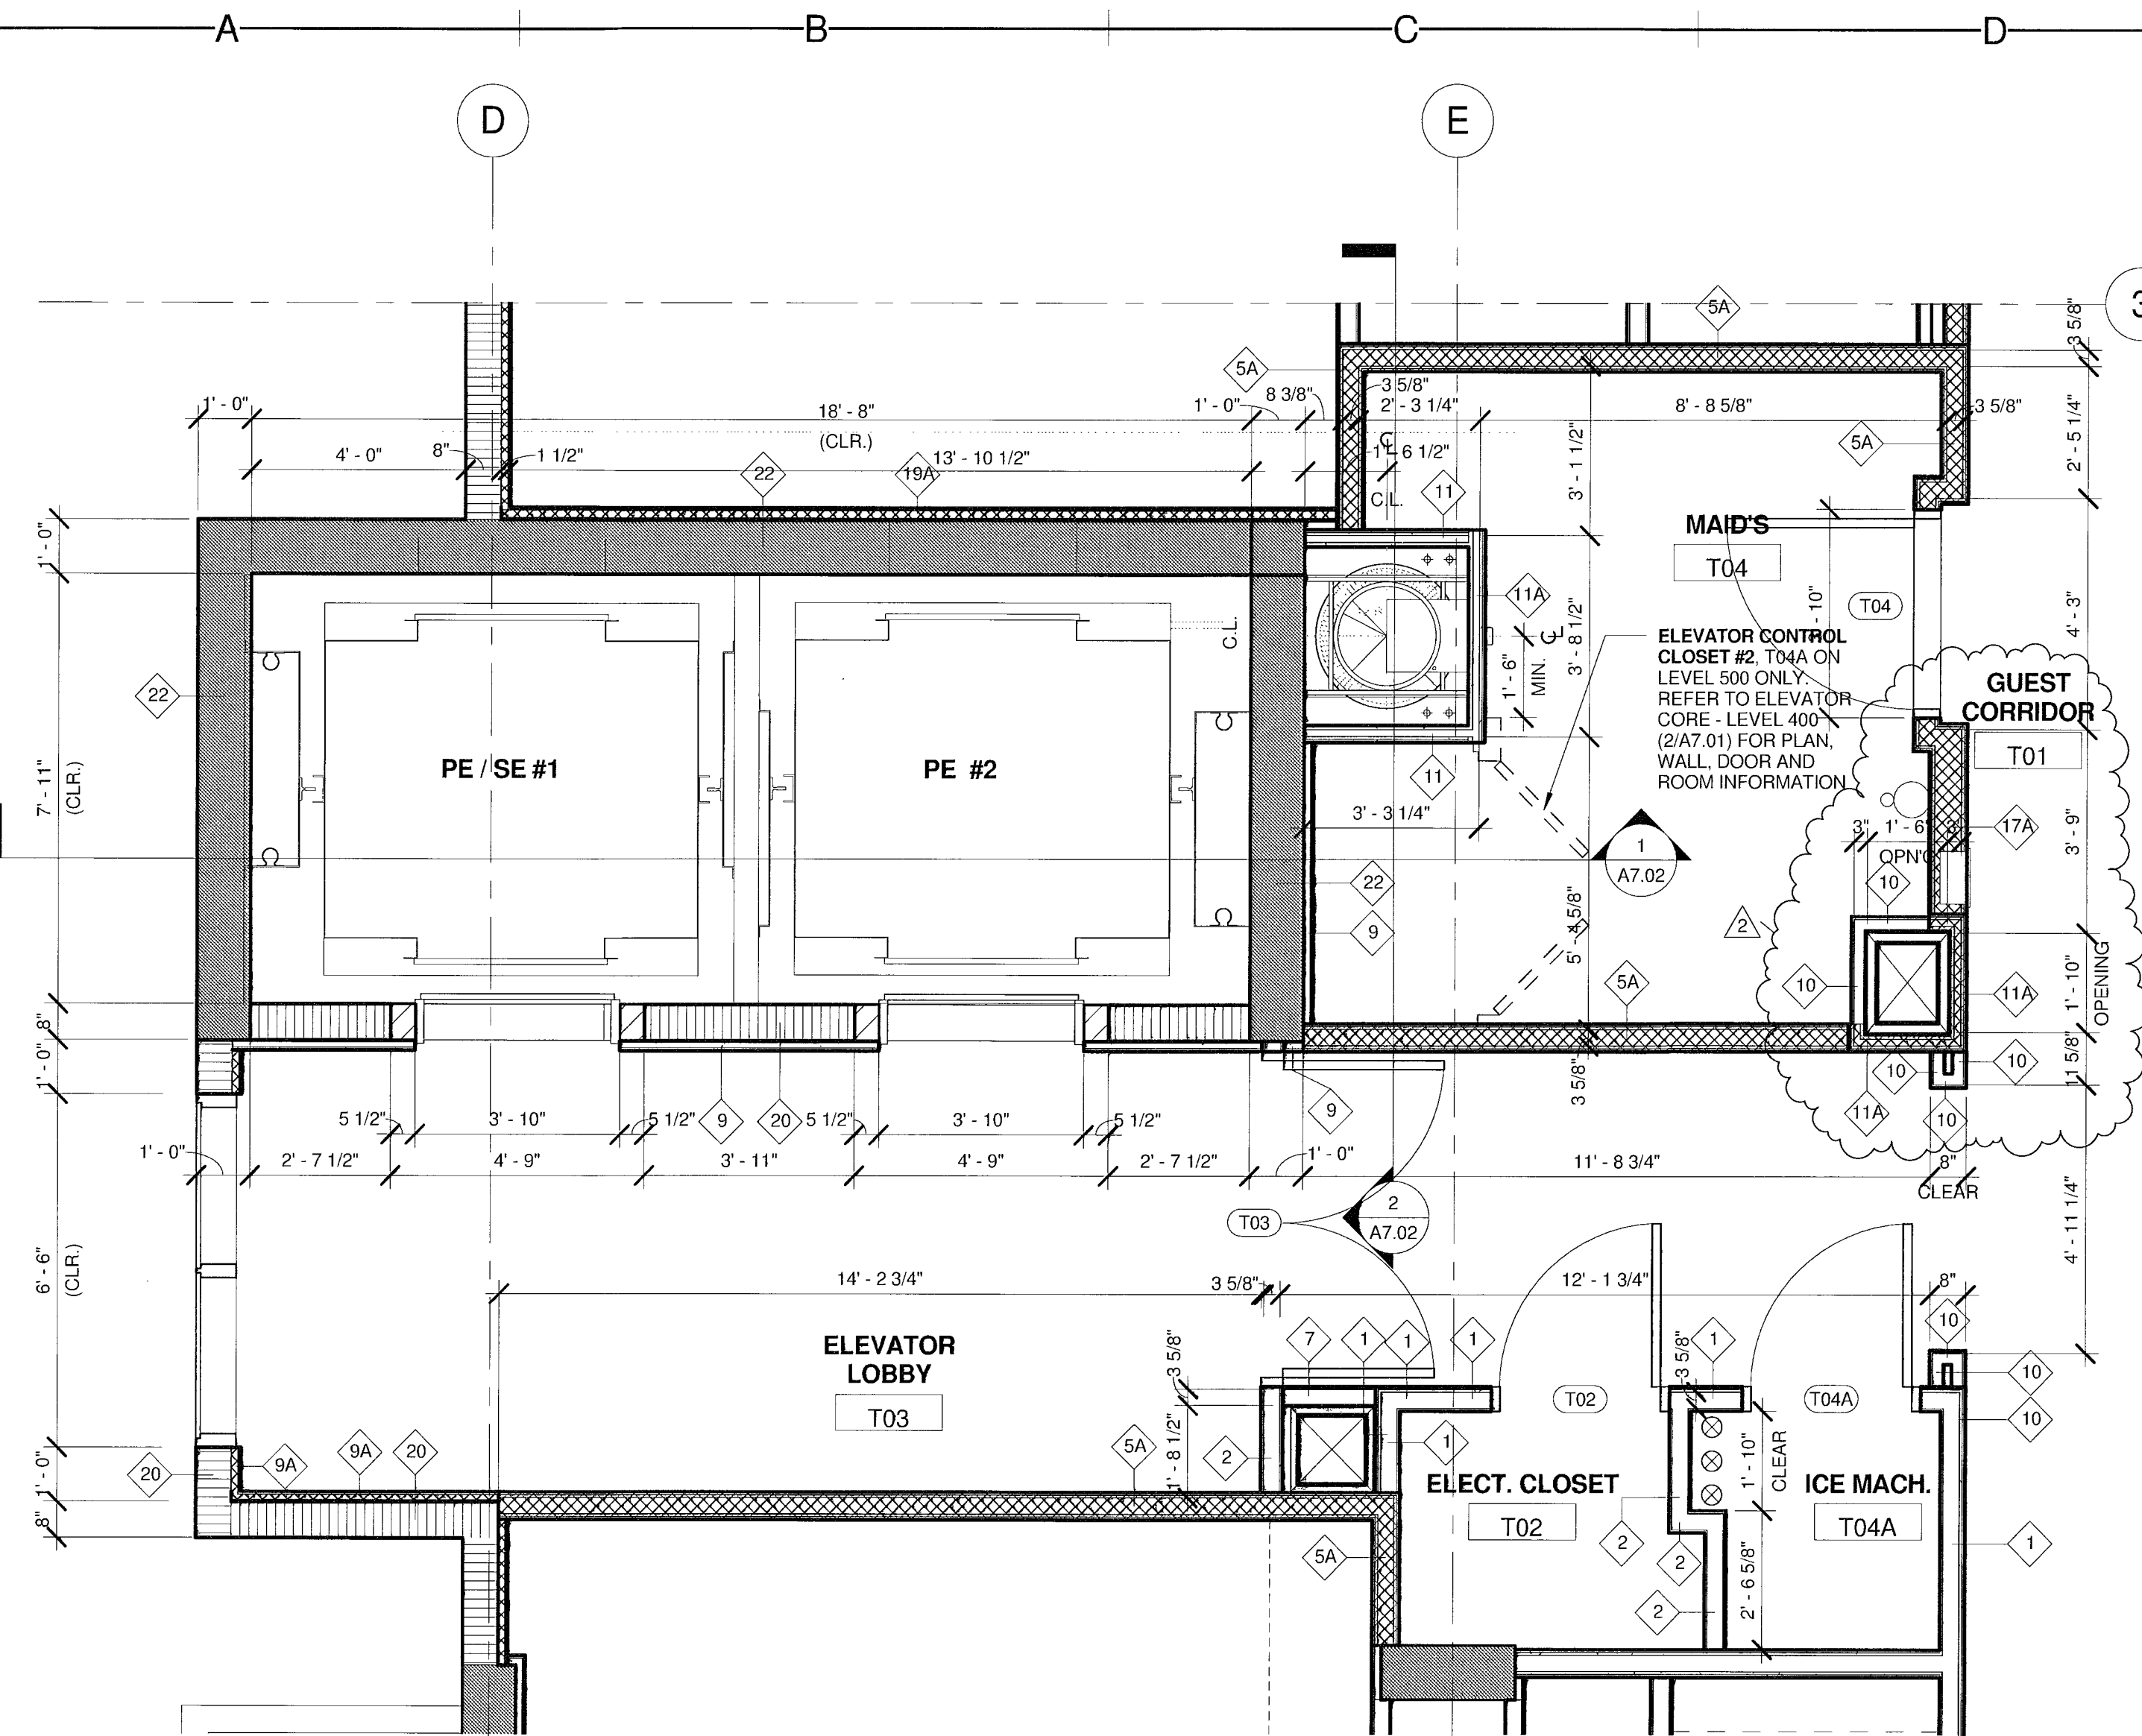 A B C D
D E
3
5A
3 5/8"
5A
1' - 0"
18' - 8"
(CLR.)
1' - 0"
8 3/8"
3 5/8"
2' - 3 1/4"
8' - 8 5/8"
3 5/8"
2' - 5 1/4"
4' - 0"
8"
1 1/2"
22
19A
13' - 10 1/2"
C.L.
11
3' - 1 1/2"
5A
1' - 0"
MAID'S
T04
T04
4' - 3"
11A
3' - 8 1/2"
1' - 6"
MIN.
C.L.
22
ELEVATOR CONTROL
CLOSET #2, T04A ON
LEVEL 500 ONLY.
REFER TO ELEVATOR
CORE - LEVEL 400
(2/A7.01) FOR PLAN,
WALL, DOOR AND
ROOM INFORMATION
GUEST
CORRIDOR
T01
PE / SE #1
PE #2
7' - 11"
(CLR.)
11
3' - 3 1/4"
1
A7.02
3"
1' - 6"
3"
OPN'G
17A
3' - 9"
22
9
10
2
5' - 4 5/8"
5A
10
11A
1' - 10"
OPENING
8"
1' - 0"
3 5/8"
10
10
11 5/8"
11A
10
5 1/2"
3' - 10"
5 1/2"
9
20
5 1/2"
3' - 10"
5 1/2"
9
1' - 0"
2' - 7 1/2"
4' - 9"
3' - 11"
4' - 9"
2' - 7 1/2"
1' - 0"
11' - 8 3/4"
8"
CLEAR
T03
2
A7.02
4' - 11 1/4"
6' - 6"
(CLR.)
14' - 2 3/4"
3 5/8"
12' - 1 3/4"
8"
10
ELEVATOR
LOBBY
T03
3 5/8"
7
1
1
1
3 5/8"
1
T02
T04A
10
10
1' - 0"
20
9A
9A
20
5A
1' - 8 1/2"
2
1
1' - 10"
CLEAR
8"
ELECT. CLOSET
T02
ICE MACH.
T04A
5A
2
2
2
2' - 6 5/8"
1